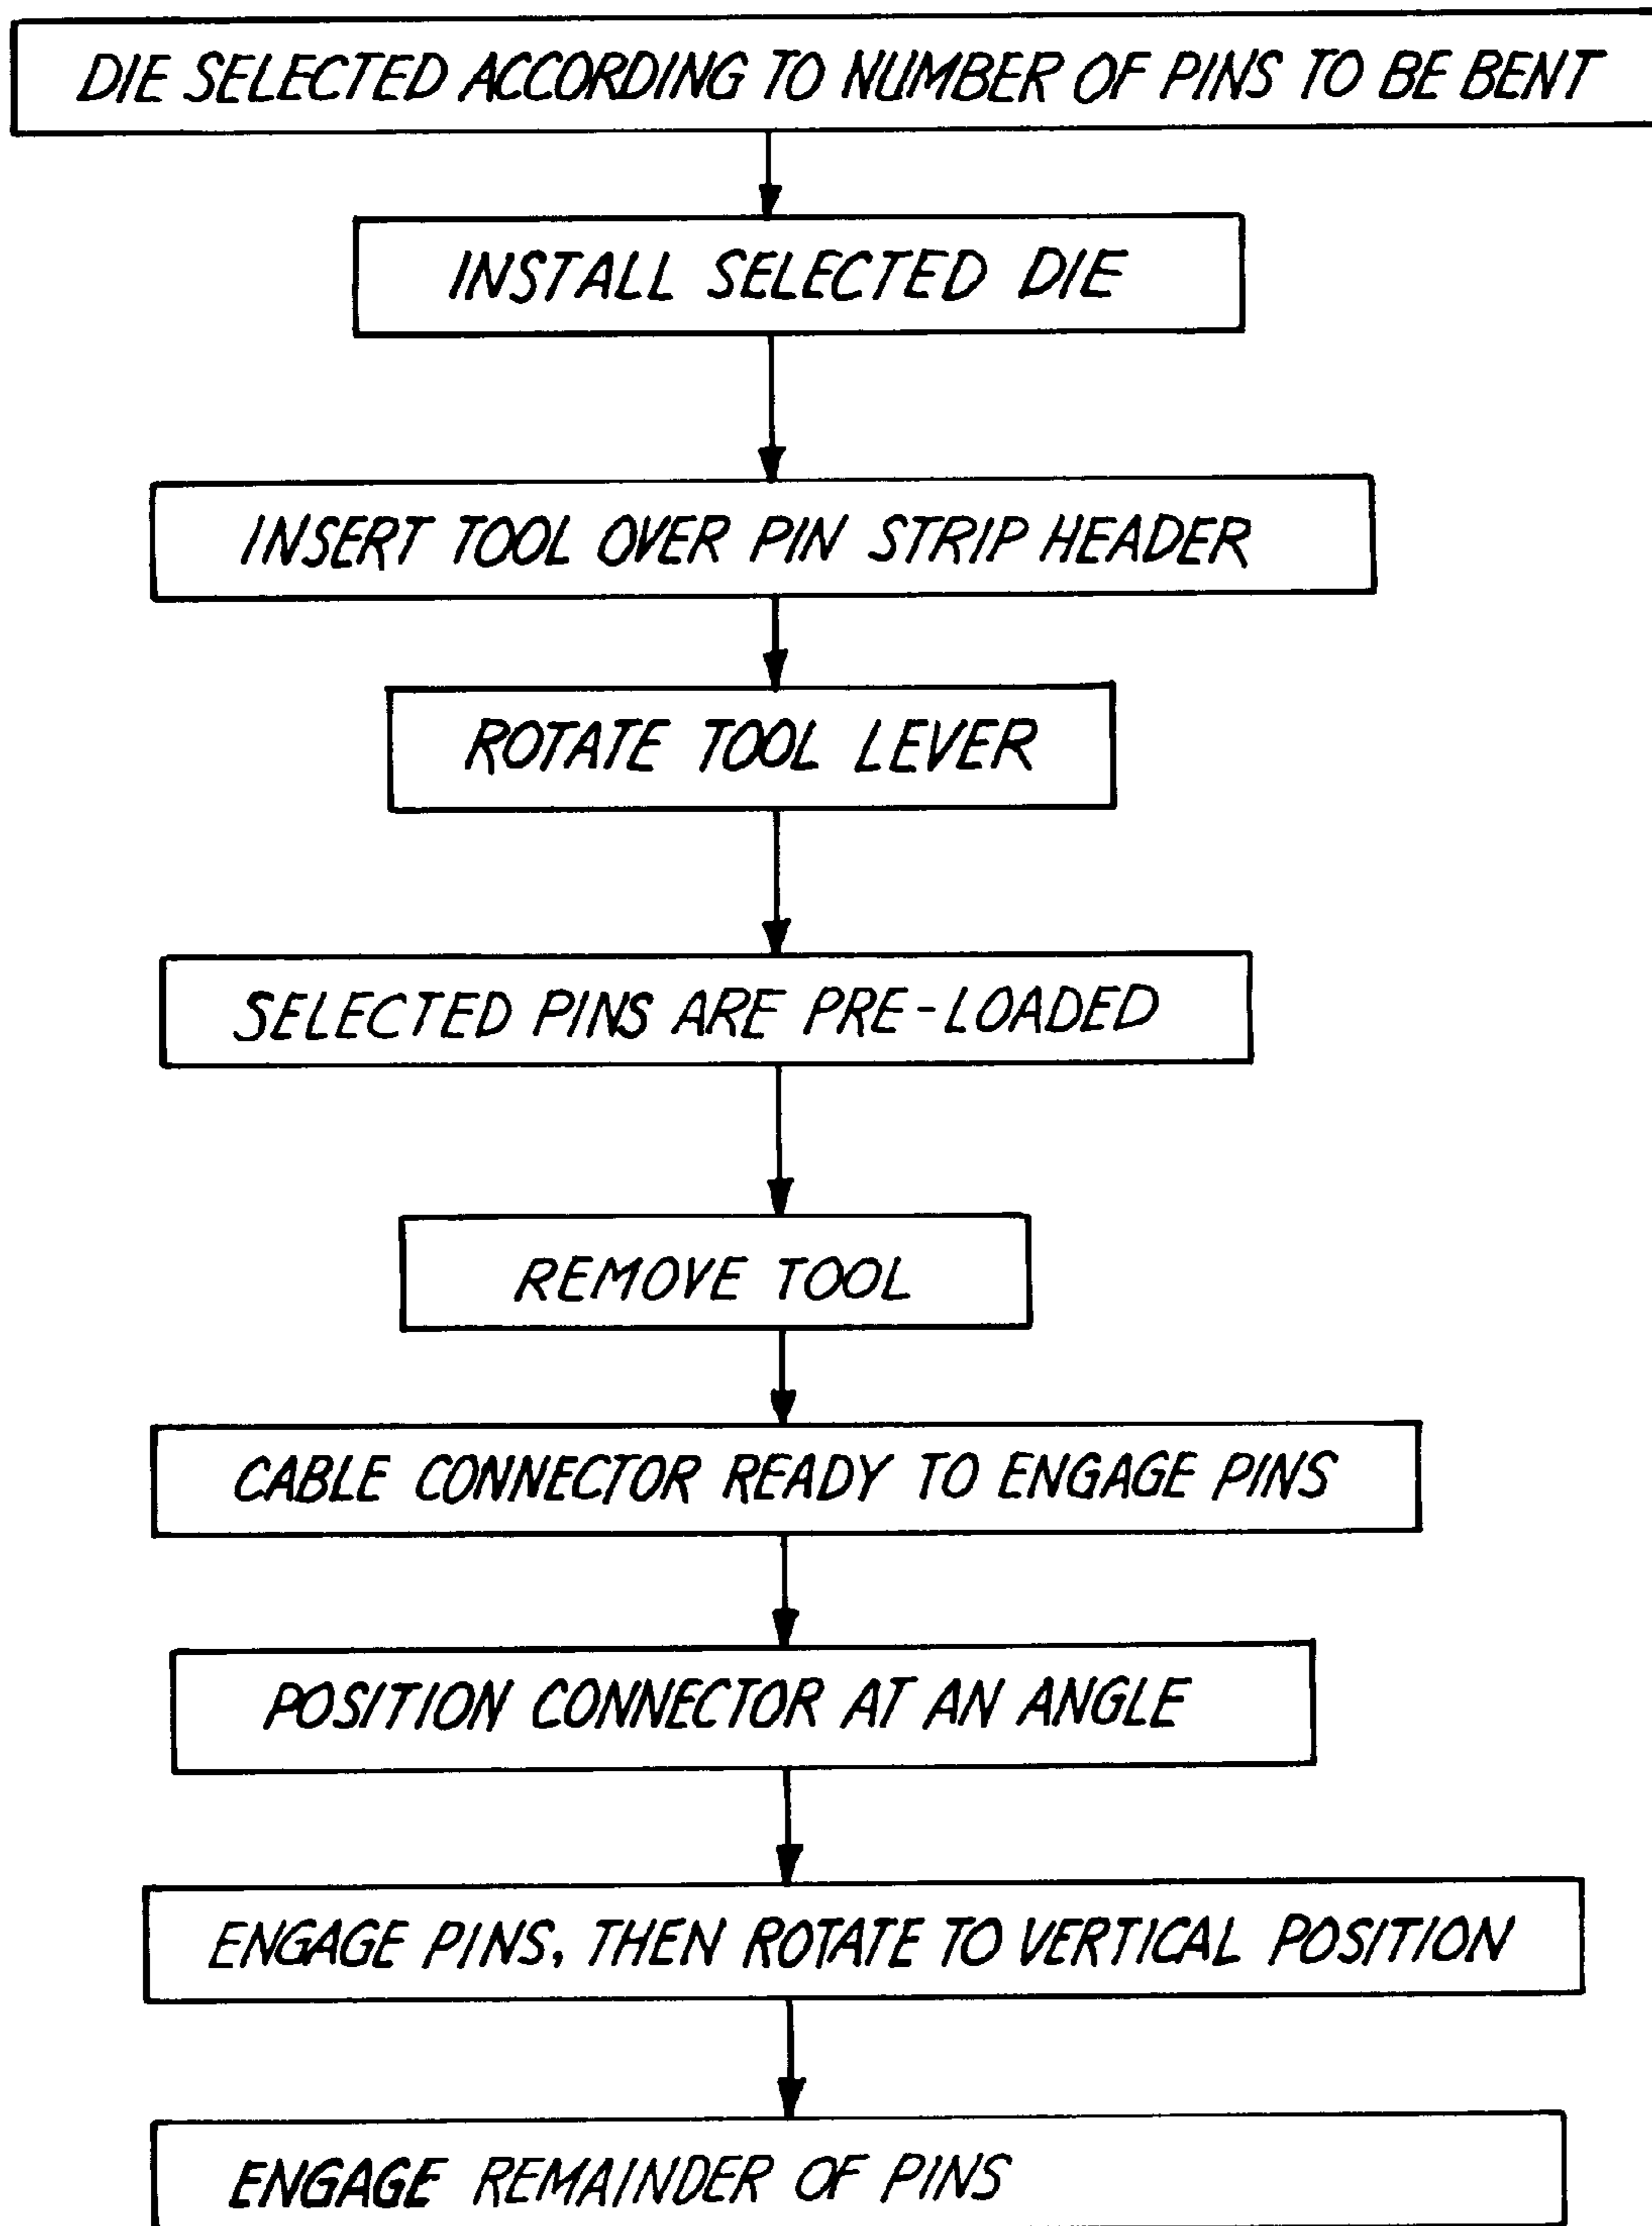 DIE SELECTED ACCORDING TO NUMBER OF PINS TO BE BENT
INSTALL SELECTED DIE
INSERT TOOL OVER PIN STRIP HEADER
ROTATE TOOL LEVER
SELECTED PINS ARE PRE-LOADED
REMOVE TOOL
CABLE CONNECTOR READY TO ENGAGE PINS
POSITION CONNECTOR AT AN ANGLE
ENGAGE PINS, THEN ROTATE TO VERTICAL POSITION
ENGAGE REMAINDER OF PINS